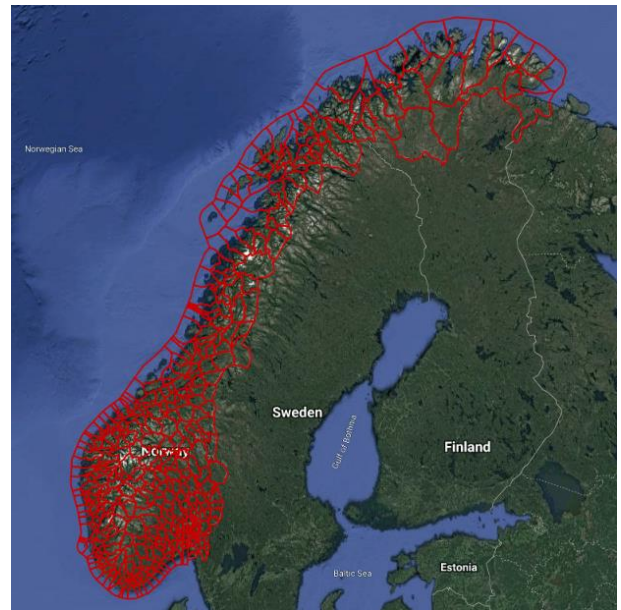 Norwegian Sea
Sweden
Gulf of Bothnia
Norway
Finland
Estonia
Baltic Sea